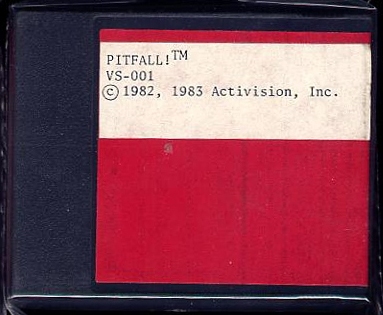 PITFALL!™
VS-001
© 1982, 1983 Activision, Inc.